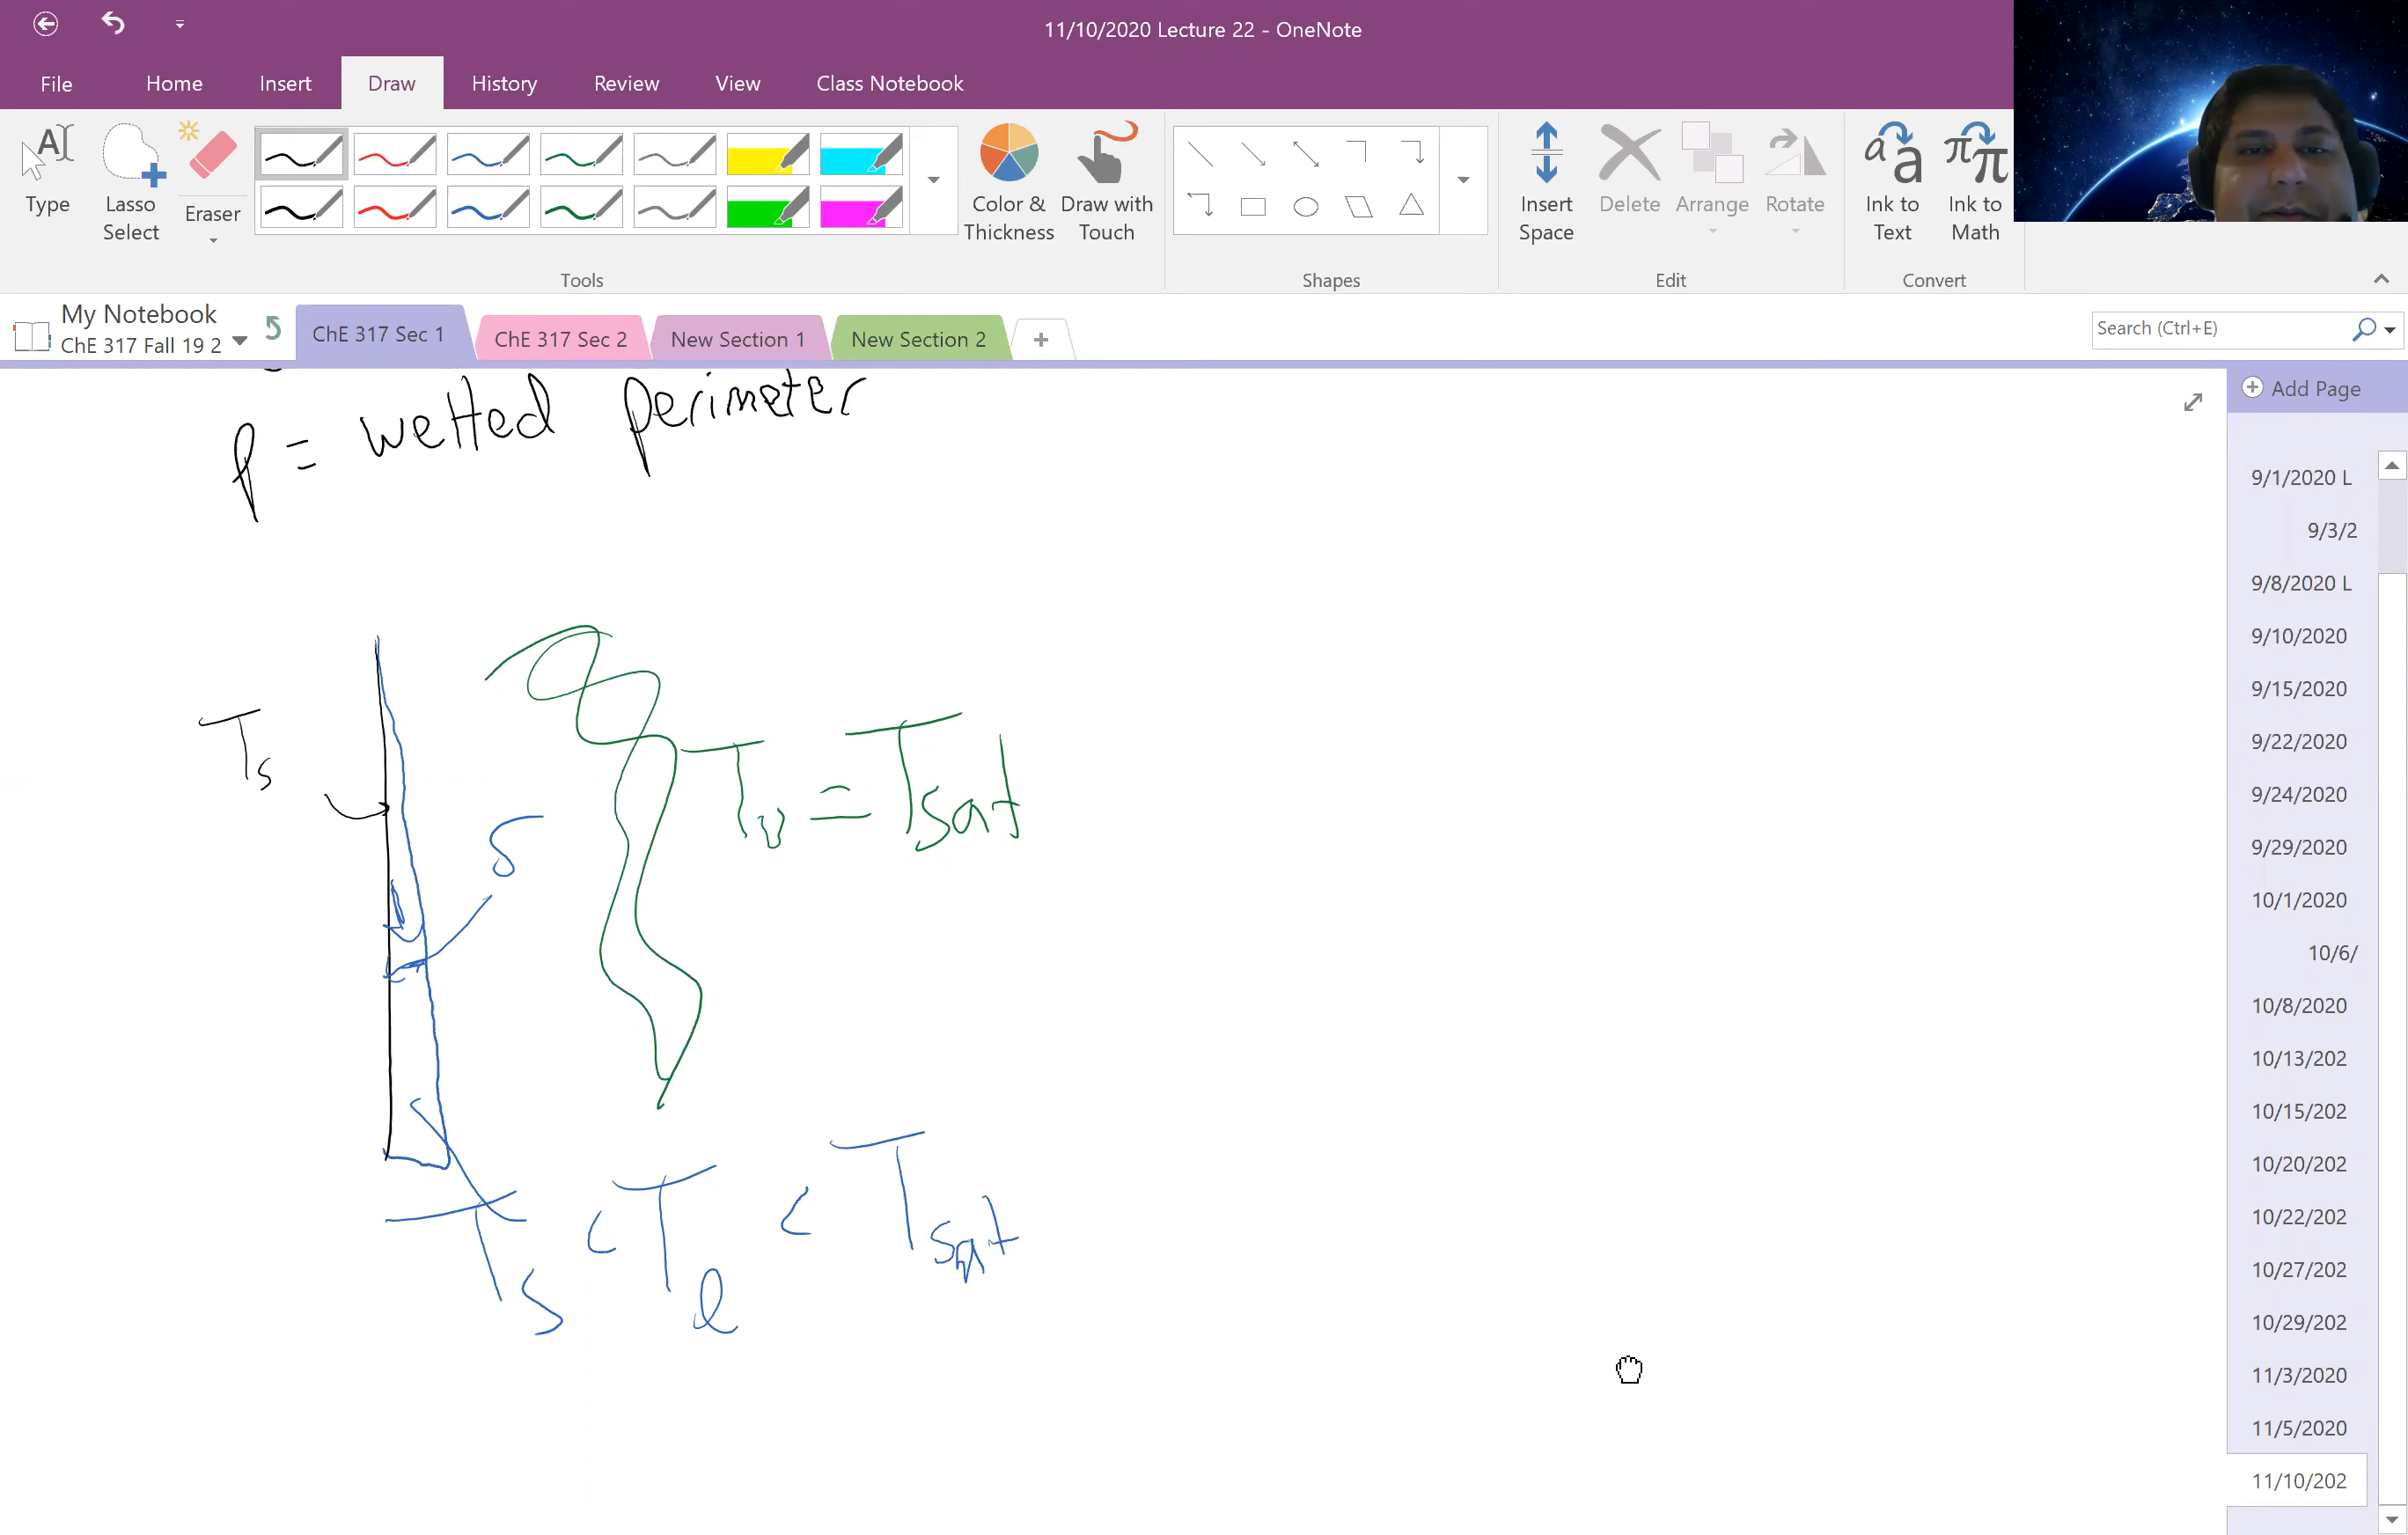 11/10/2020 Lecture 22 - OneNote
File Home Insert Draw History Review View Class Notebook
Type
Lasso Select
Eraser
Color & Thickness
Draw with Touch
Insert Space
Delete
Arrange
Rotate
Ink to Text
Ink to Math
Tools Shapes Edit Convert
My Notebook
ChE 317 Fall 19 2
ChE 317 Sec 1 ChE 317 Sec 2 New Section 1 New Section 2 +
Search (Ctrl+E)
Add Page
9/1/2020 L
9/3/2
9/8/2020 L
9/10/2020
9/15/2020
9/22/2020
9/24/2020
9/29/2020
10/1/2020
10/6/
10/8/2020
10/13/202
10/15/202
10/20/202
10/22/202
10/27/202
10/29/202
11/3/2020
11/5/2020
11/10/202
P = wetted perimeter
Ts
Tv = Tsat
δ
Ts < Tl < Tsat